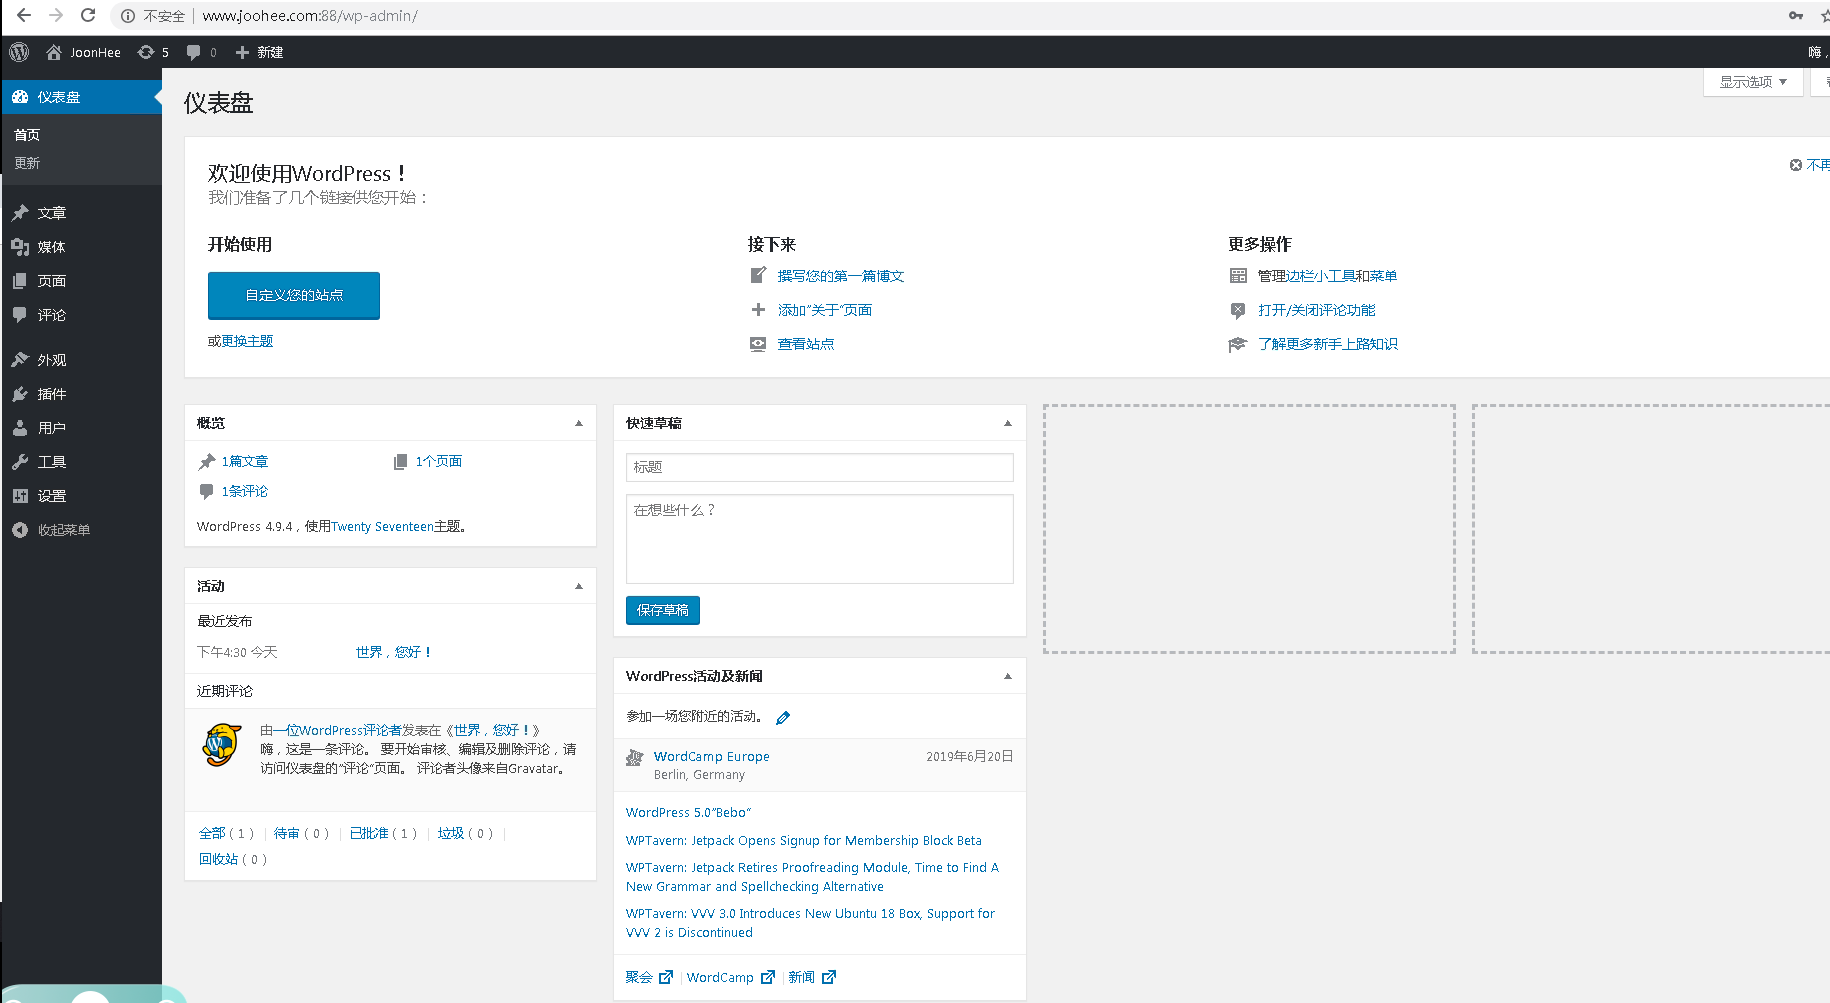 不安全 www.joohee.com:88/wp-admin/
JoonHee 5 0 新建 嗨，
仪表盘
首页
更新
文章
媒体
页面
评论
外观
插件
用户
工具
设置
收起菜单
显示选项
仪表盘
欢迎使用WordPress！
我们准备了几个链接供您开始：
不再
开始使用
自定义您的站点
或更换主题
接下来
撰写您的第一篇博文
添加“关于”页面
查看站点
更多操作
管理边栏小工具和菜单
打开/关闭评论功能
了解更多新手上路知识
概览
1篇文章 1个页面
1条评论
WordPress 4.9.4，使用Twenty Seventeen主题。
活动
最近发布
下午4:30 今天 世界，您好！
近期评论
由一位WordPress评论者发表在《世界，您好！》
嗨，这是一条评论。 要开始审核、编辑及删除评论，请
访问仪表盘的“评论”页面。 评论者头像来自Gravatar。
全部（1） | 待审（0） | 已批准（1） | 垃圾（0） |
回收站（0）
快速草稿
标题
在想些什么？
保存草稿
WordPress活动及新闻
参加一场您附近的活动。
WordCamp Europe 2019年6月20日
Berlin, Germany
WordPress 5.0“Bebo”
WPTavern: Jetpack Opens Signup for Membership Block Beta
WPTavern: Jetpack Retires Proofreading Module, Time to Find A
New Grammar and Spellchecking Alternative
WPTavern: VVV 3.0 Introduces New Ubuntu 18 Box, Support for
VVV 2 is Discontinued
聚会 | WordCamp | 新闻